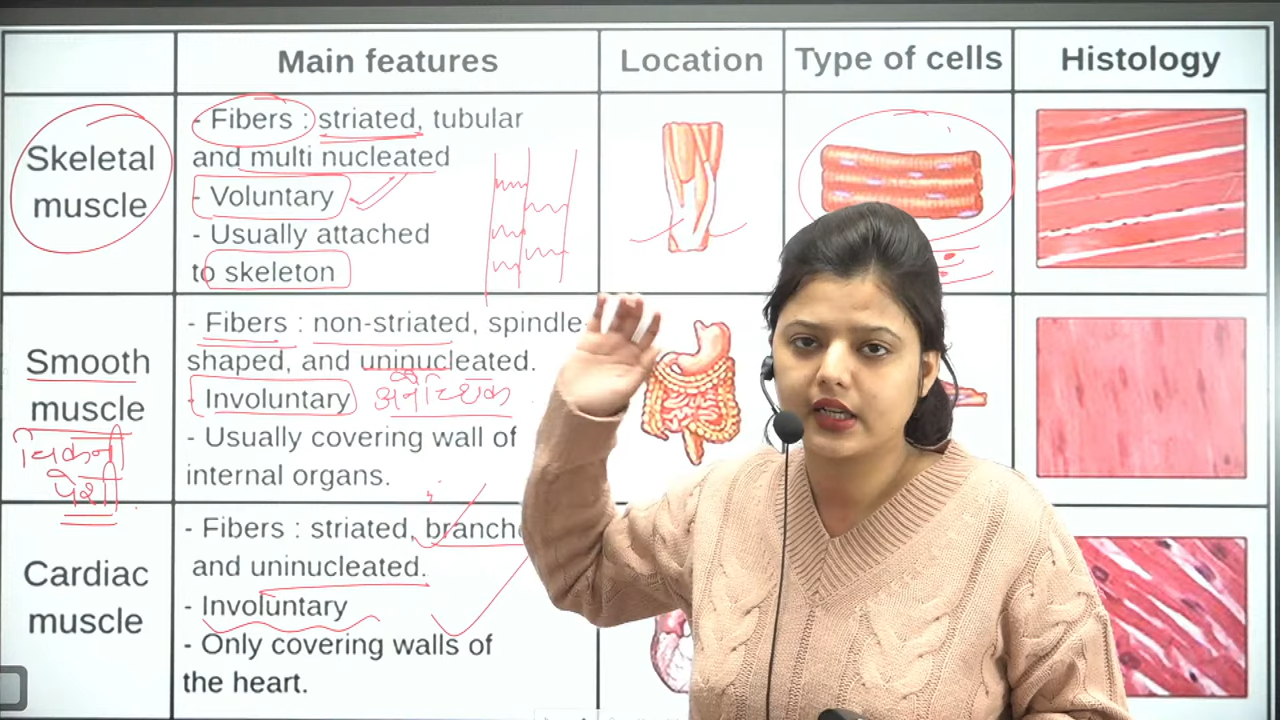 Main features
Location
Type of cells
Histology
Skeletal
muscle
- Fibers : striated, tubular
and multi nucleated
- Voluntary
- Usually attached
to skeleton
Smooth
muscle
चिकनी
पेशी
- Fibers : non-striated, spindle-
shaped, and uninucleated.
- Involuntary अनैच्छिक
- Usually covering wall of
internal organs.
Cardiac
muscle
- Fibers : striated, branche
and uninucleated.
- Involuntary
- Only covering walls of
the heart.